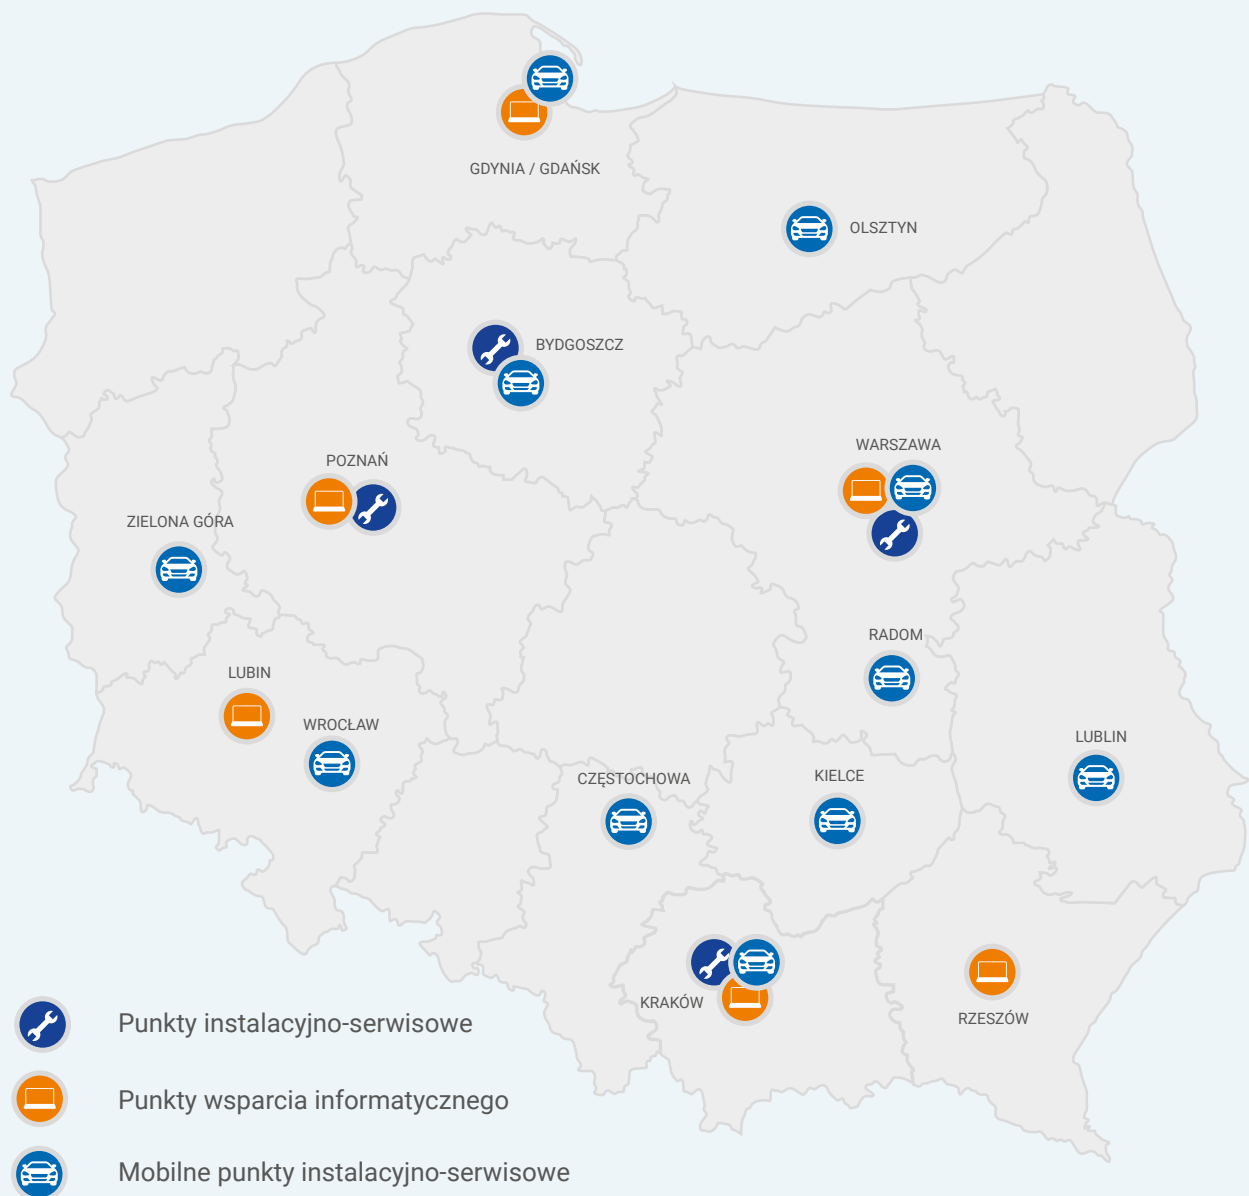 GDYNIA / GDAŃSK
OLSZTYN
BYDGOSZCZ
WARSZAWA
POZNAŃ
ZIELONA GÓRA
RADOM
LUBIN
WROCŁAW
LUBLIN
CZĘSTOCHOWA
KIELCE
KRAKÓW
RZESZÓW
Punkty instalacyjno-serwisowe
Punkty wsparcia informatycznego
Mobilne punkty instalacyjno-serwisowe